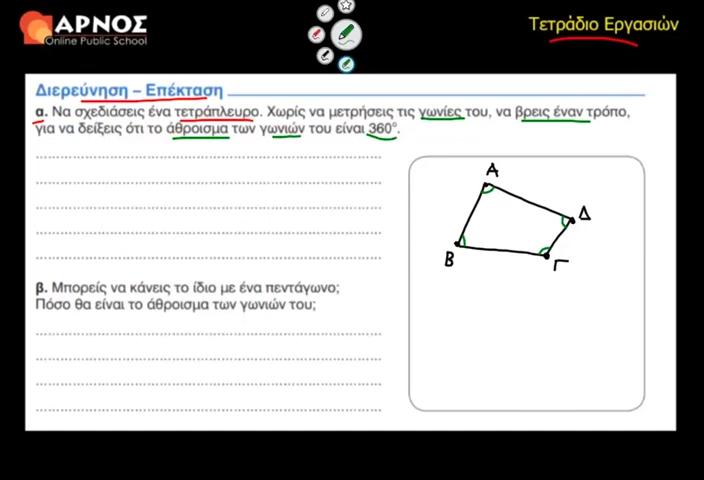 ΑΡΝΟΣ
Online Public School
Τετράδιο Εργασιών
Διερεύνηση – Επέκταση
α. Να σχεδιάσεις ένα τετράπλευρο. Χωρίς να μετρήσεις τις γωνίες του, να βρεις έναν τρόπο,
για να δείξεις ότι το άθροισμα των γωνιών του είναι 360°.
Α
Δ
Β
Γ
β. Μπορείς να κάνεις το ίδιο με ένα πεντάγωνο;
Πόσο θα είναι το άθροισμα των γωνιών του;